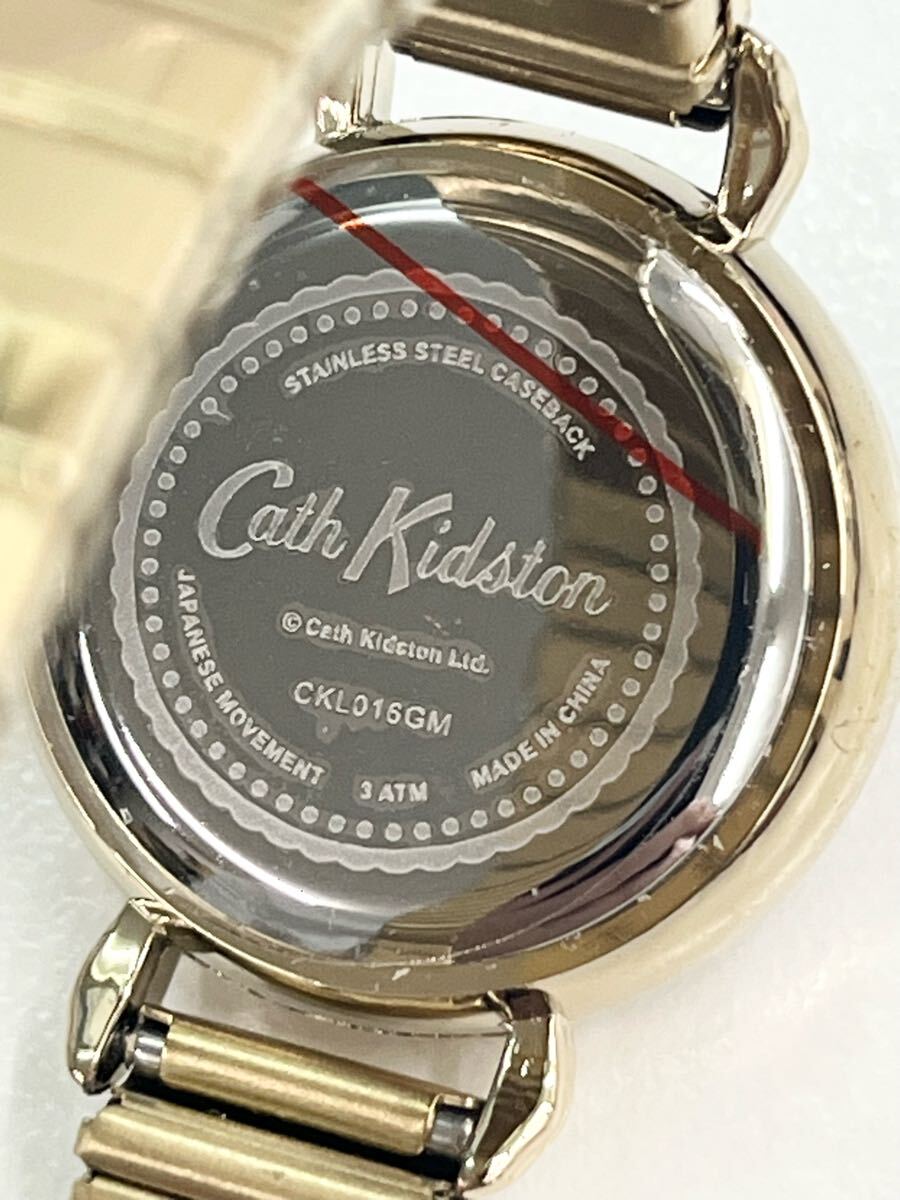 STAINLESS STEEL CASEBACK
Cath Kidston
© Cath Kidston Ltd.
CKL016GM
JAPANESE MOVEMENT
3 ATM
MADE IN CHINA